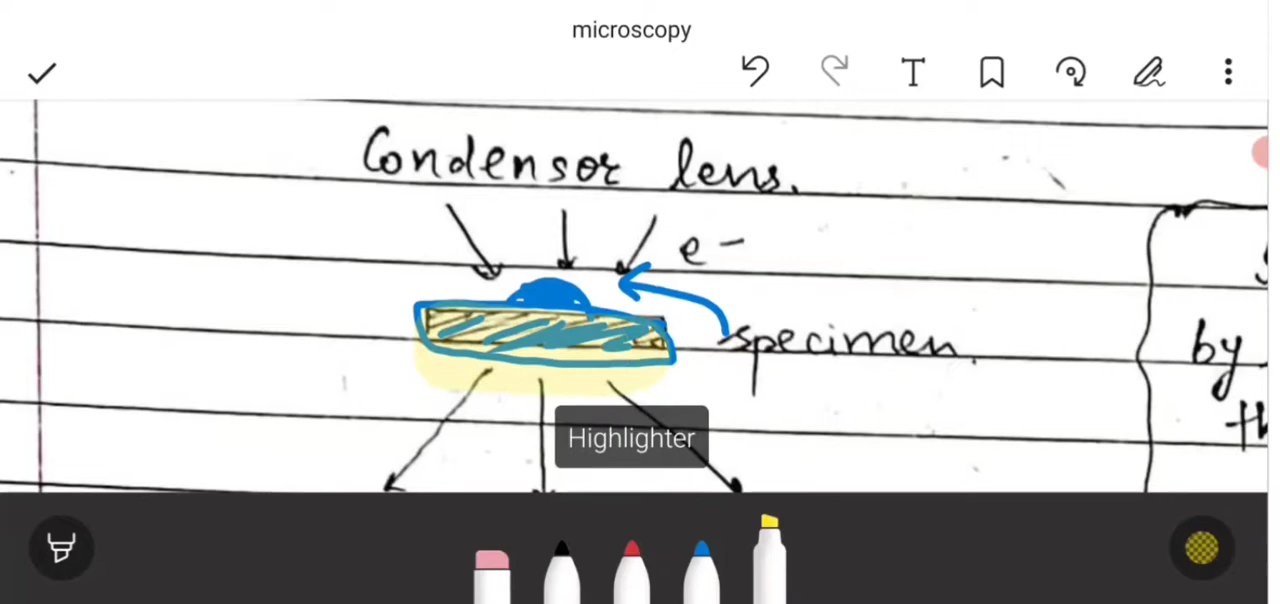 microscopy
T
Condensor lens.
e-
specimen.
by
Highlighter